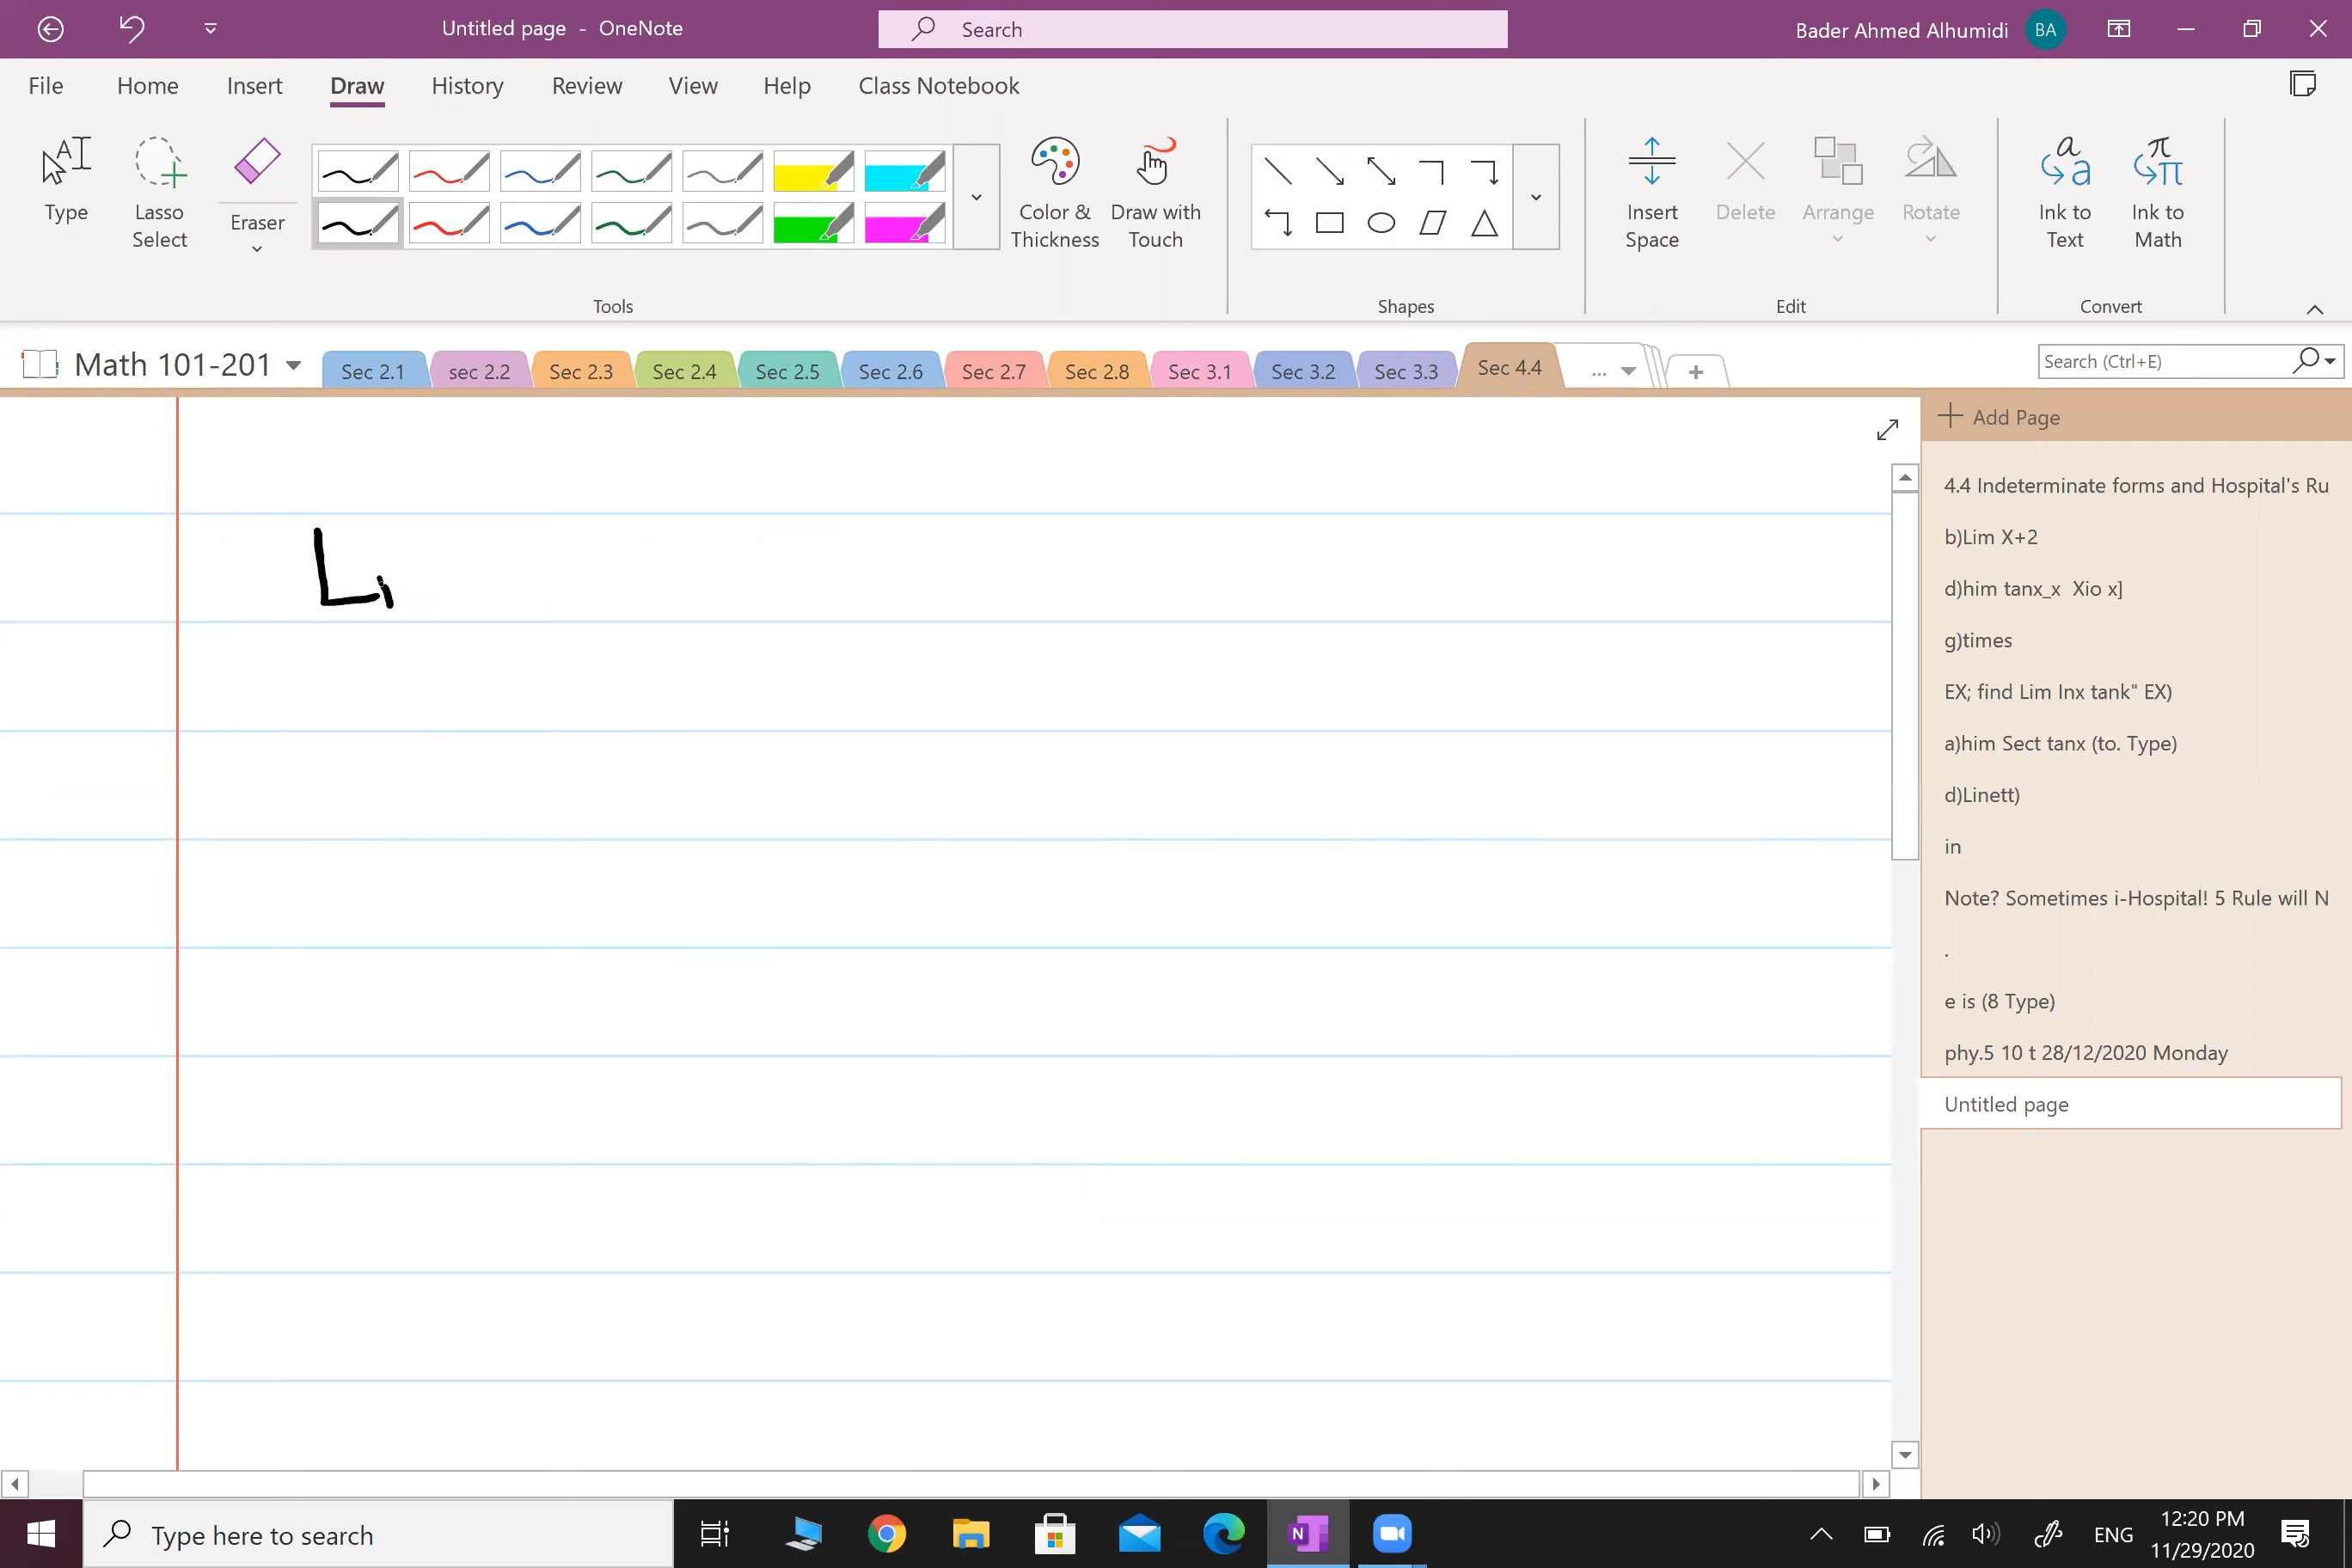 Untitled page - OneNote
Search
Bader Ahmed Alhumidi BA
File Home Insert Draw History Review View Help Class Notebook
Type
Lasso Select
Eraser
Color & Thickness
Draw with Touch
Insert Space
Delete
Arrange
Rotate
Ink to Text
Ink to Math
Tools Shapes Edit Convert
Math 101-201 Sec 2.1 sec 2.2 Sec 2.3 Sec 2.4 Sec 2.5 Sec 2.6 Sec 2.7 Sec 2.8 Sec 3.1 Sec 3.2 Sec 3.3 Sec 4.4 ... +
Search (Ctrl+E)
Add Page
4.4 Indeterminate forms and Hospital's Ru
b)Lim X+2
d)him tanx_x Xio x]
g)times
EX; find Lim Inx tank" EX)
a)him Sect tanx (to. Type)
d)Linett)
in
Note? Sometimes i-Hospital! 5 Rule will N
.
e is (8 Type)
phy.5 10 t 28/12/2020 Monday
Untitled page
Li
Type here to search
ENG
12:20 PM
11/29/2020